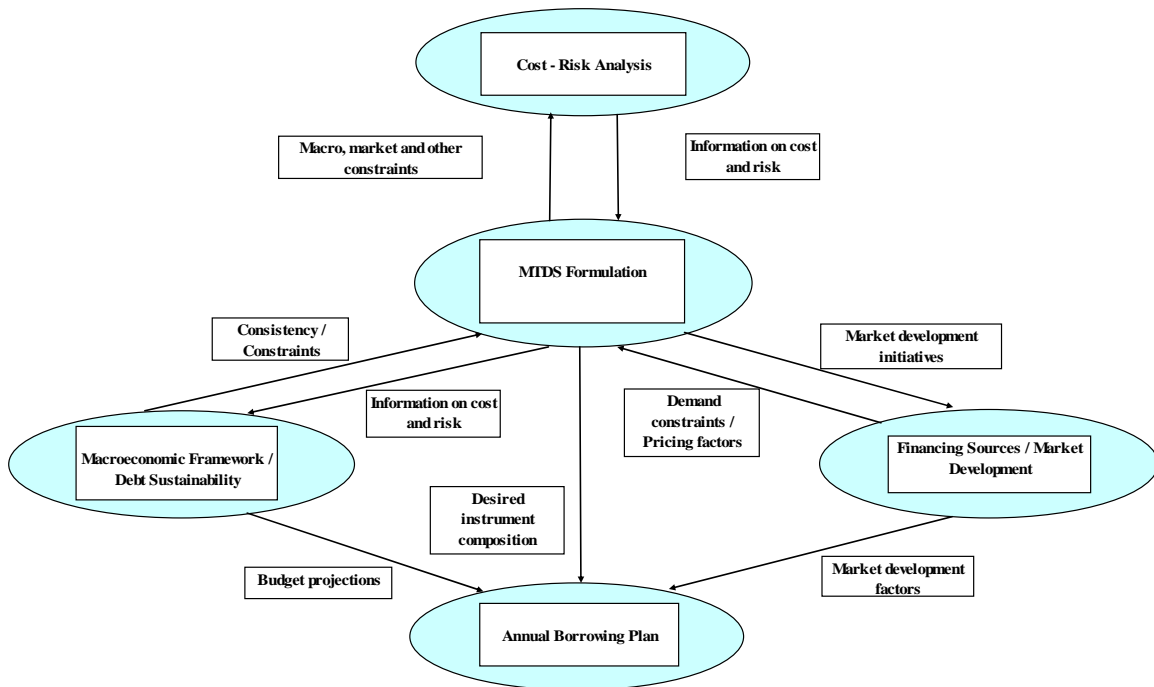 Cost - Risk Analysis
Macro, market and other
constraints
Information on cost
and risk
MTDS Formulation
Consistency /
Constraints
Market development
initiatives
Information on cost
and risk
Demand
constraints /
Pricing factors
Macroeconomic Framework /
Debt Sustainability
Financing Sources / Market
Development
Desired
instrument
composition
Budget projections
Market development
factors
Annual Borrowing Plan